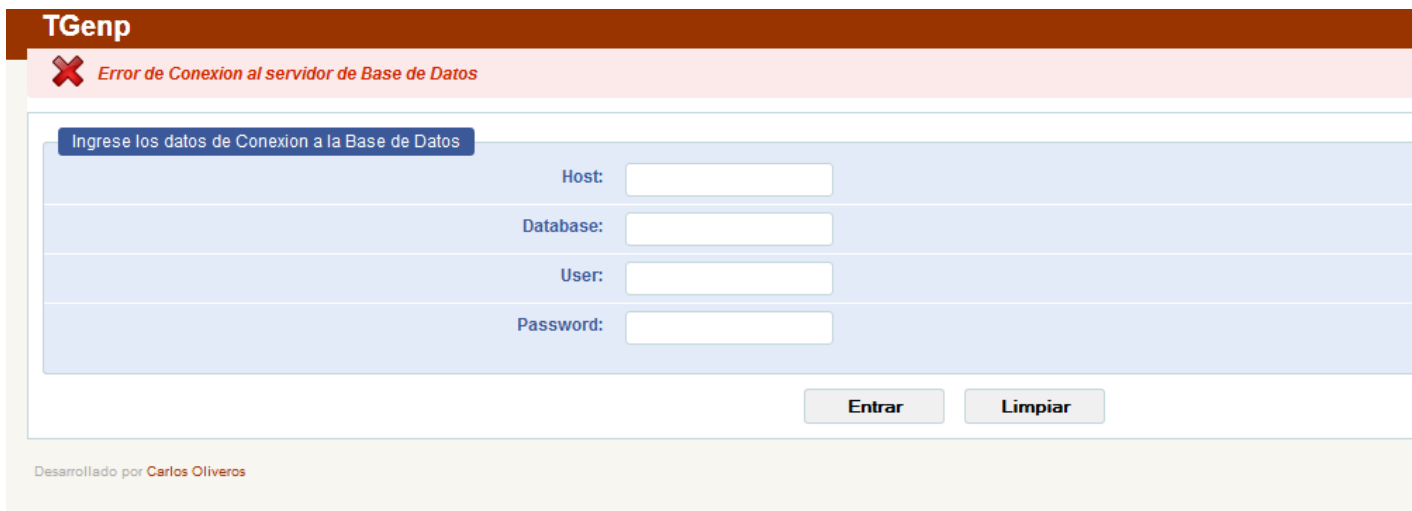 TGenp
Error de Conexion al servidor de Base de Datos
Ingrese los datos de Conexion a la Base de Datos
Host:
Database:
User:
Password:
Entrar Limpiar
Desarrollado por Carlos Oliveros